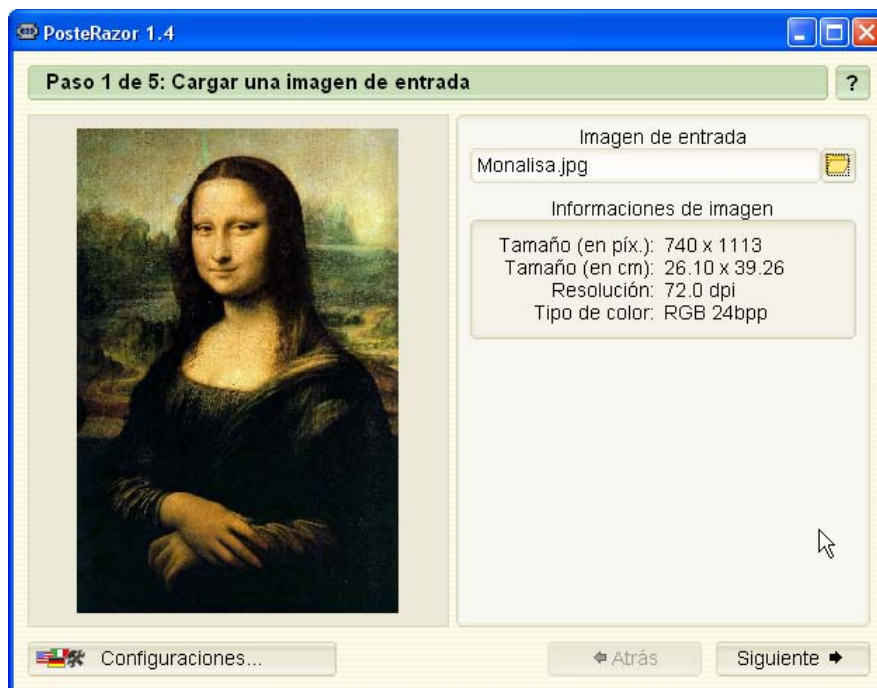 PosteRazor 1.4
Paso 1 de 5: Cargar una imagen de entrada
?
Imagen de entrada
Monalisa.jpg
Informaciones de imagen
Tamaño (en píx.): 740 x 1113
Tamaño (en cm): 26.10 x 39.26
Resolución: 72.0 dpi
Tipo de color: RGB 24bpp
Configuraciones...
Atrás
Siguiente